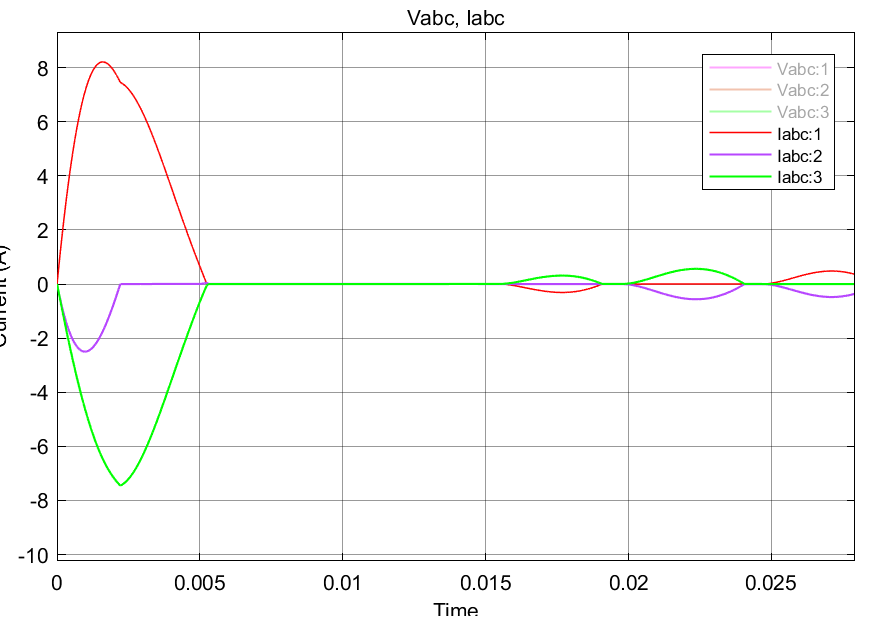 Vabc, Iabc
Vabc:1
Vabc:2
Vabc:3
Iabc:1
Iabc:2
Iabc:3
8
6
4
2
0
-2
-4
-6
-8
-10
Current (A)
0 0.005 0.01 0.015 0.02 0.025
Time